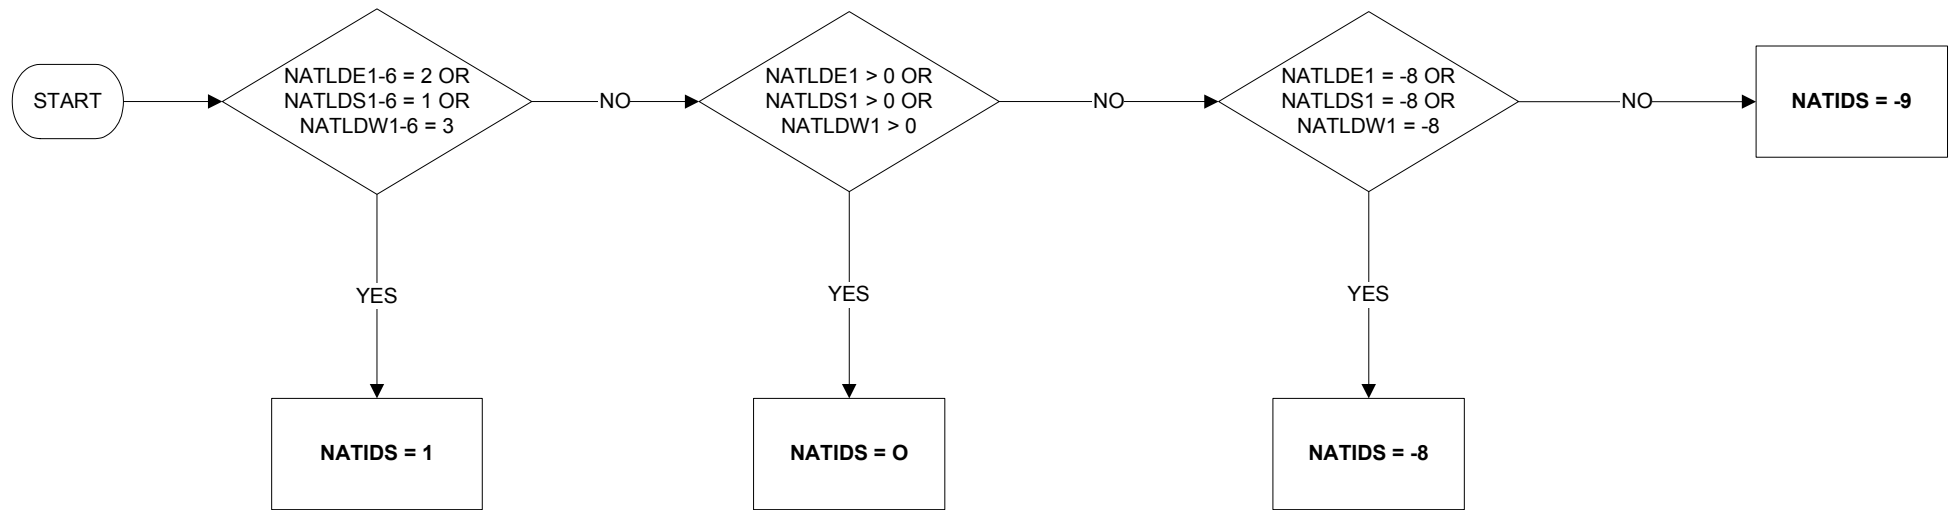 START
NATLDE1-6 = 2 OR
NATLDS1-6 = 1 OR
NATLDW1-6 = 3
NO
NATLDE1 > 0 OR
NATLDS1 > 0 OR
NATLDW1 > 0
NO
NATLDE1 = -8 OR
NATLDS1 = -8 OR
NATLDW1 = -8
NO
NATIDS = -9
YES
YES
YES
NATIDS = 1
NATIDS = O
NATIDS = -8